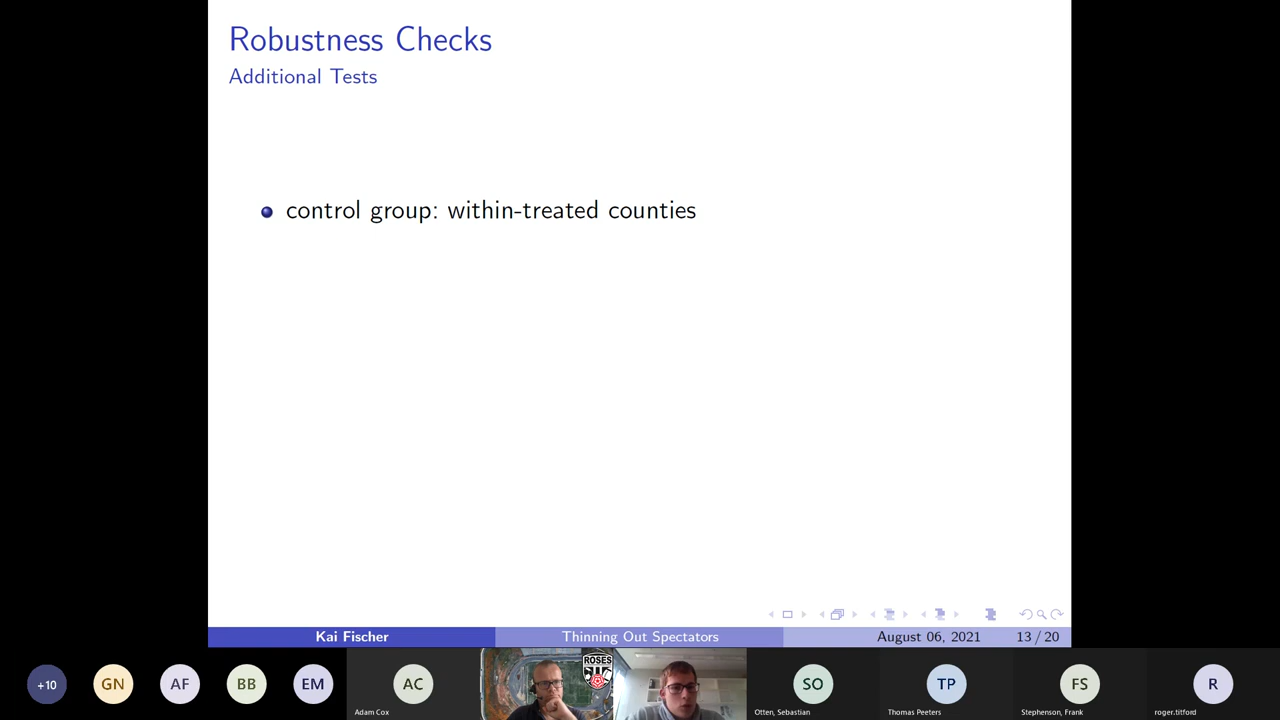 Robustness Checks
Additional Tests
control group: within-treated counties
Kai Fischer
Thinning Out Spectators
August 06, 2021
13 / 20
+10
GN
AF
BB
EM
AC
Adam Cox
ROSES
SO
Otten, Sebastian
TP
Thomas Peeters
FS
Stephenson, Frank
R
roger.titford